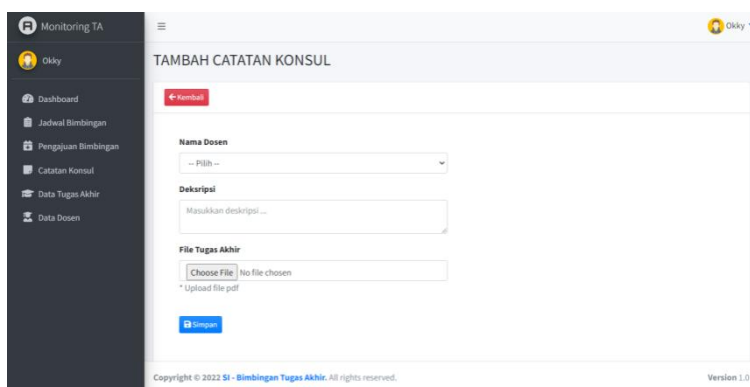 Monitoring TA
Okky
Okky
TAMBAH CATATAN KONSUL
Dashboard
Jadwal Bimbingan
Pengajuan Bimbingan
Catatan Konsul
Data Tugas Akhir
Data Dosen
Kembali
Nama Dosen
-- Pilih --
Deksripsi
Masukkan deskripsi ...
File Tugas Akhir
Choose File No file chosen
* Upload file pdf
Simpan
Copyright © 2022 SI - Bimbingan Tugas Akhir. All rights reserved.
Version 1.0